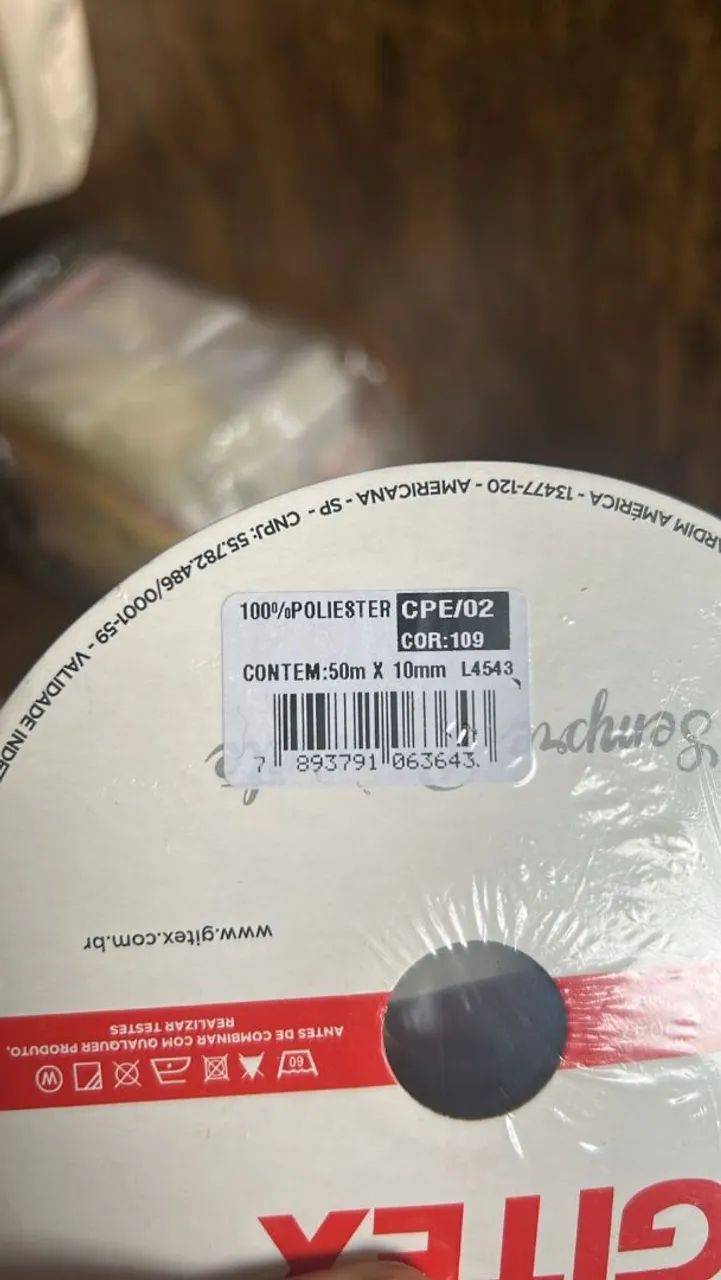 ARDIM AMÉRICA - 13477-120 - AMERICANA - SP - CNPJ: 55.782.486/0001-59 - VALIDADE INDE
100%POLIESTER CPE/02
COR:109
CONTEM:50m X 10mm L4543
7 893791 063643
Sempre
www.gitex.com.br
ANTES DE COMBINAR COM QUALQUER PRODUTO,
REALIZAR TESTES
60
W
GITEX